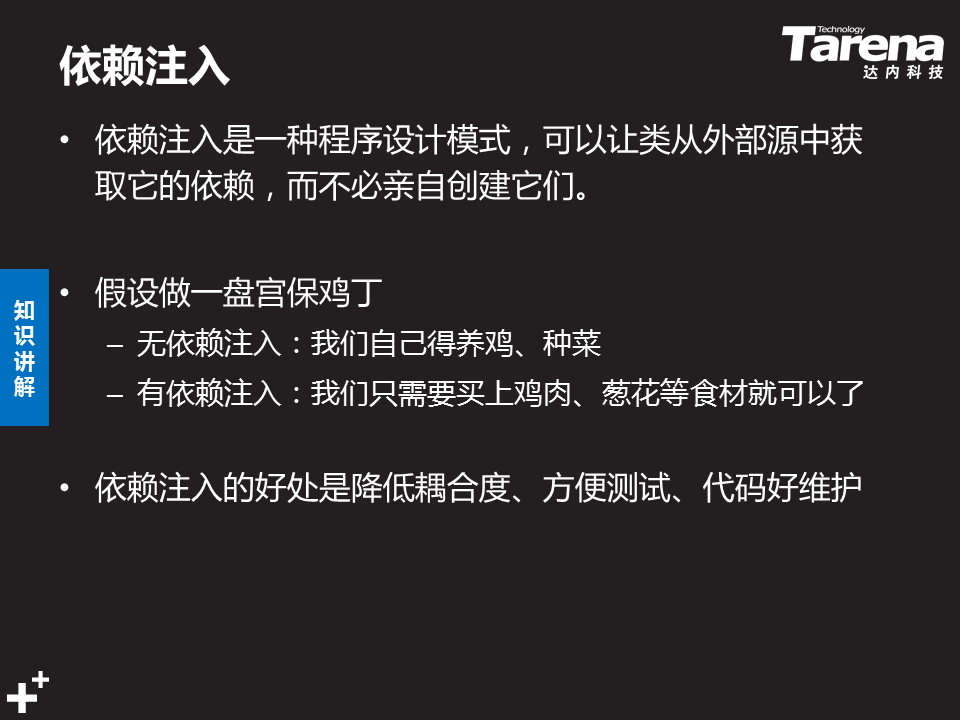 依赖注入
Technology
Tarena
达内科技
• 依赖注入是一种程序设计模式，可以让类从外部源中获
取它的依赖，而不必亲自创建它们。
知识讲解
• 假设做一盘宫保鸡丁
– 无依赖注入：我们自己得养鸡、种菜
– 有依赖注入：我们只需要买上鸡肉、葱花等食材就可以了
• 依赖注入的好处是降低耦合度、方便测试、代码好维护